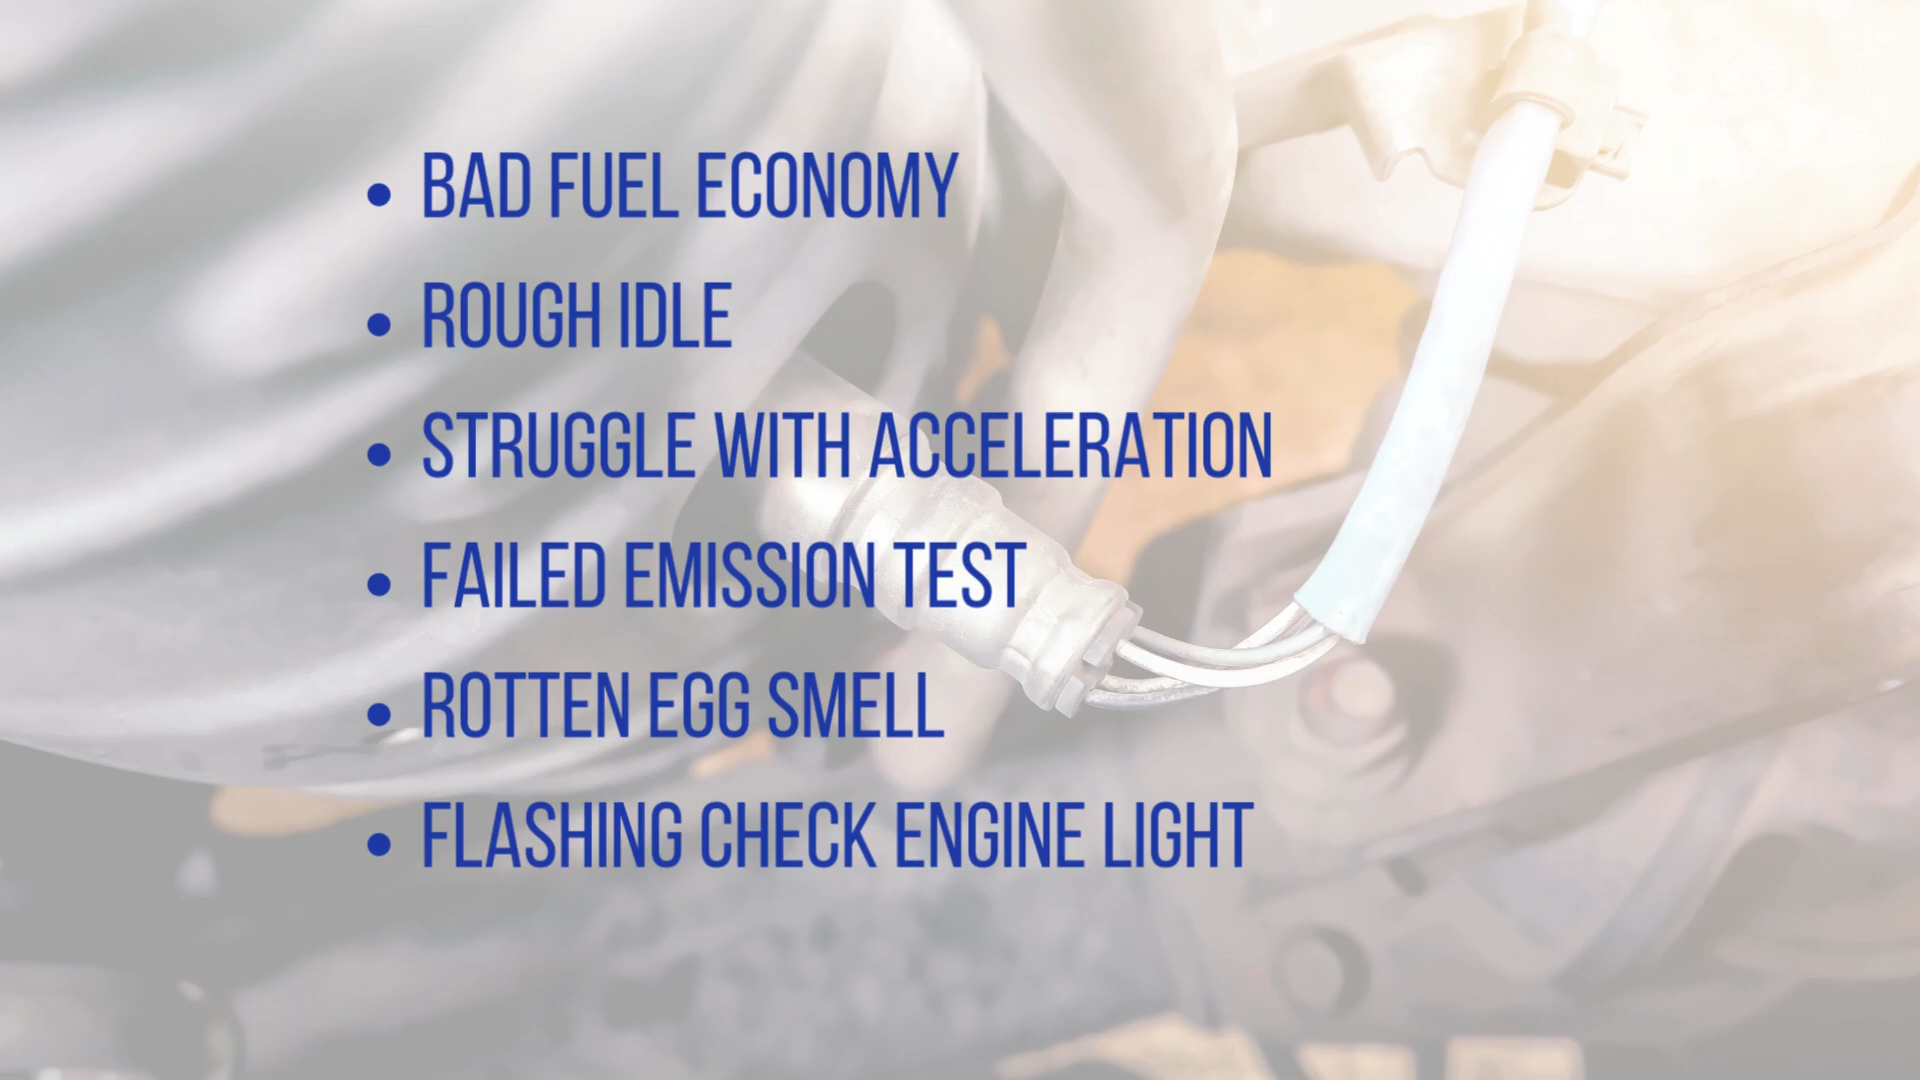 • BAD FUEL ECONOMY
• ROUGH IDLE
• STRUGGLE WITH ACCELERATION
• FAILED EMISSION TEST
• ROTTEN EGG SMELL
• FLASHING CHECK ENGINE LIGHT